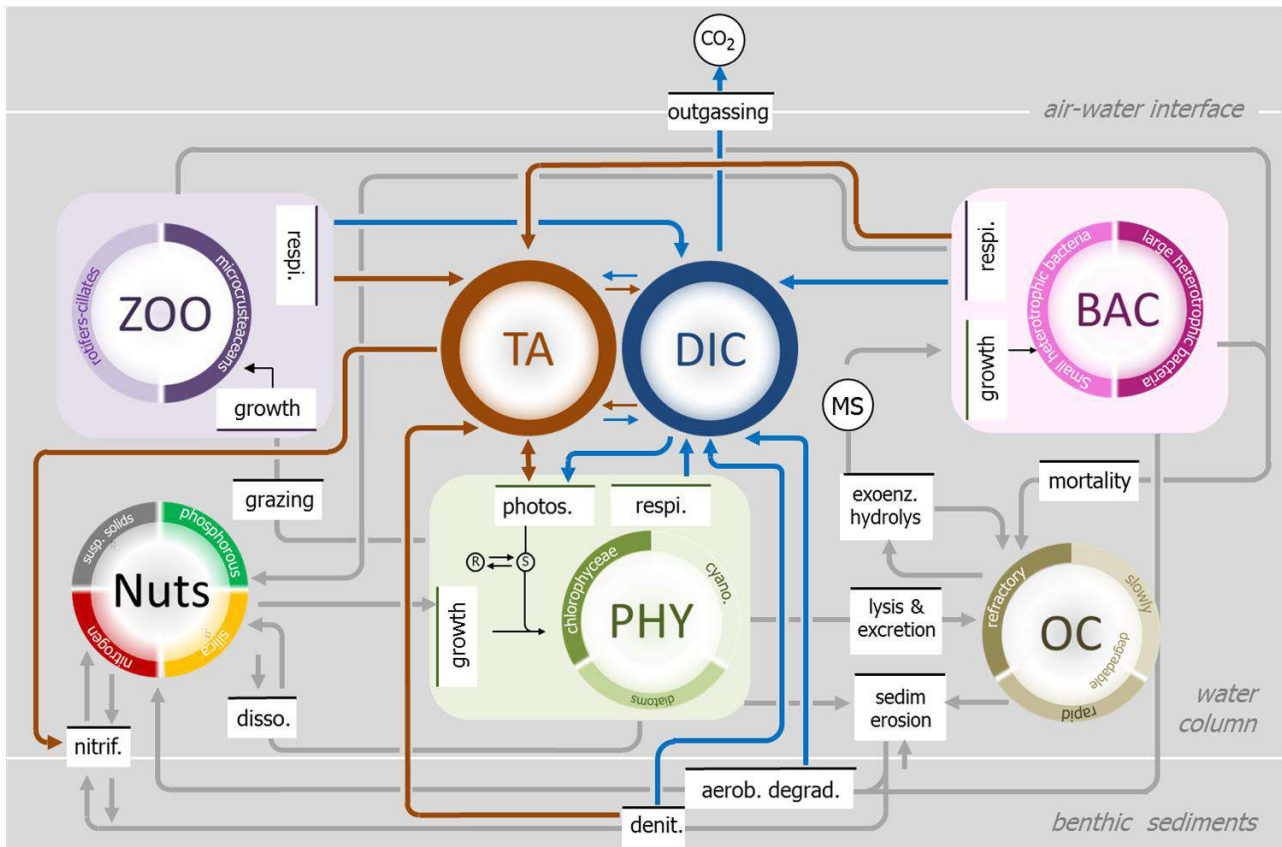 CO2
outgassing
air-water interface
respi.
rotifers-cillates
microcrusteaceans
ZOO
growth
TA
DIC
respi.
growth
Small heterotrophic bacteria
large heterotrophic bacteria
BAC
MS
grazing
photos.
respi.
exoenz.
hydrolys
mortality
susp. solids
phosphorous
Nuts
nitrogen
silica
R
S
growth
chlorophyceae
cyano.
PHY
diatoms
lysis &
excretion
refractory
slowly
OC
degradable
rapid
disso.
sedim
erosion
water
column
nitrif.
aerob. degrad.
denit.
benthic sediments